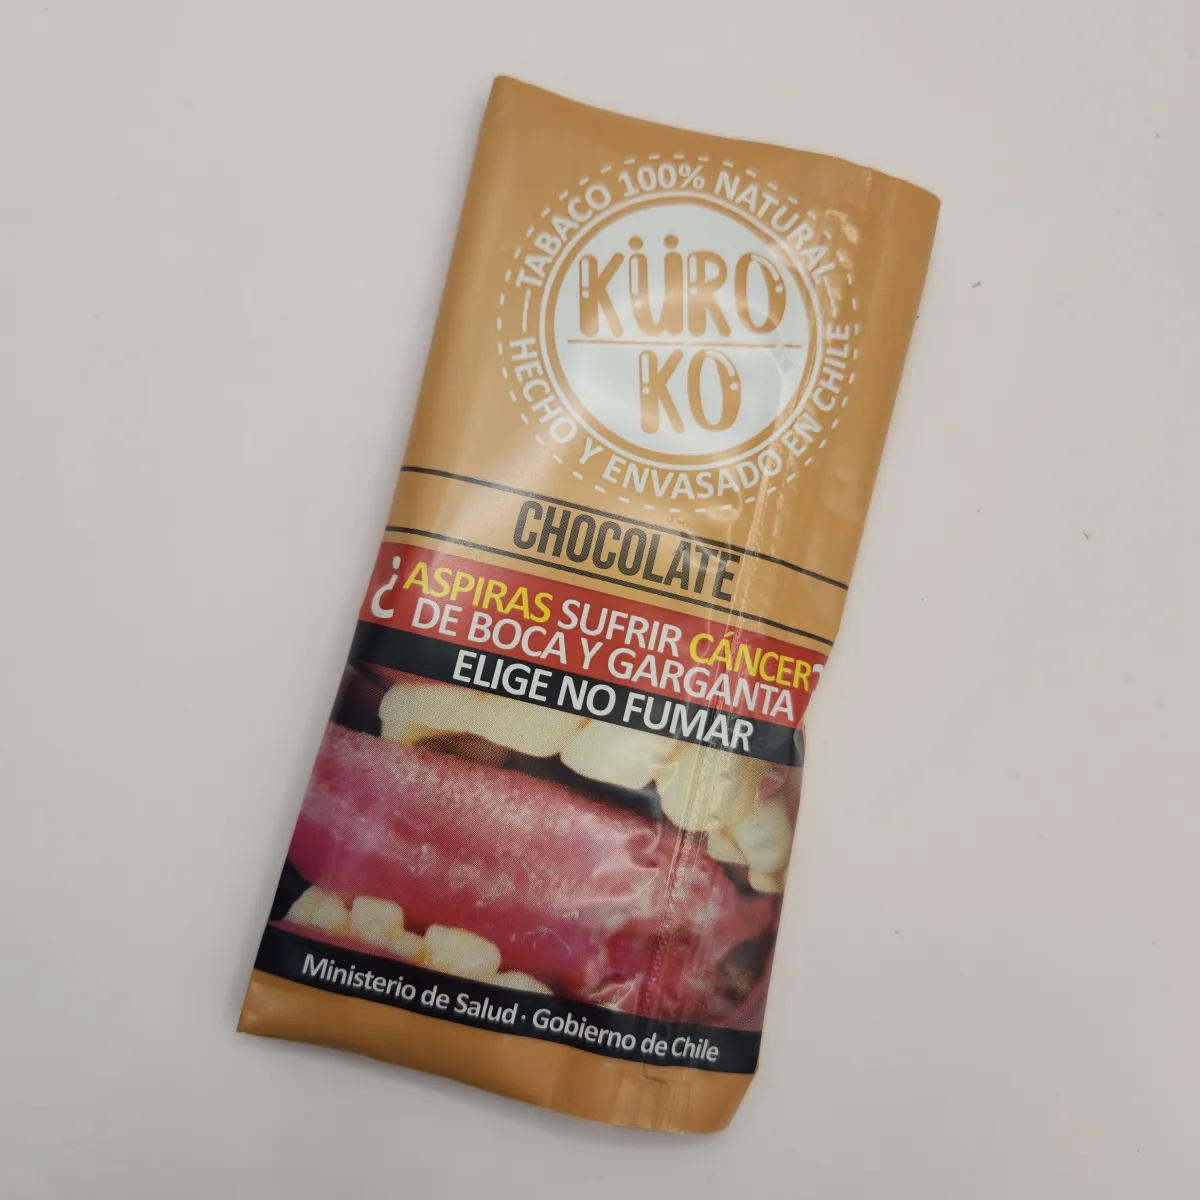 TABACO 100% NATURAL
KÜRO
KO
HECHO Y ENVASADO EN CHILE
CHOCOLATE
¿ASPIRAS SUFRIR CÁNCER
DE BOCA Y GARGANTA?
ELIGE NO FUMAR
Ministerio de Salud · Gobierno de Chile